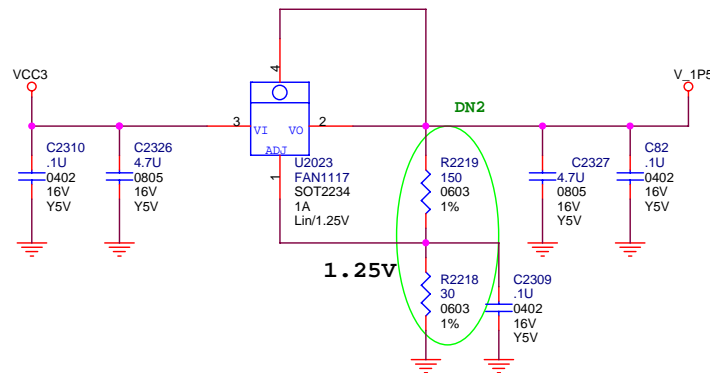 4
VCC3
V_1P5
DN2
3
VI
VO
2
ADJ
1
C2310
.1U
0402
16V
Y5V
C2326
4.7U
0805
16V
Y5V
U2023
FAN1117
SOT2234
1A
Lin/1.25V
R2219
150
0603
1%
C2327
4.7U
0805
16V
Y5V
C82
.1U
0402
16V
Y5V
1.25V
R2218
30
0603
1%
C2309
.1U
0402
16V
Y5V